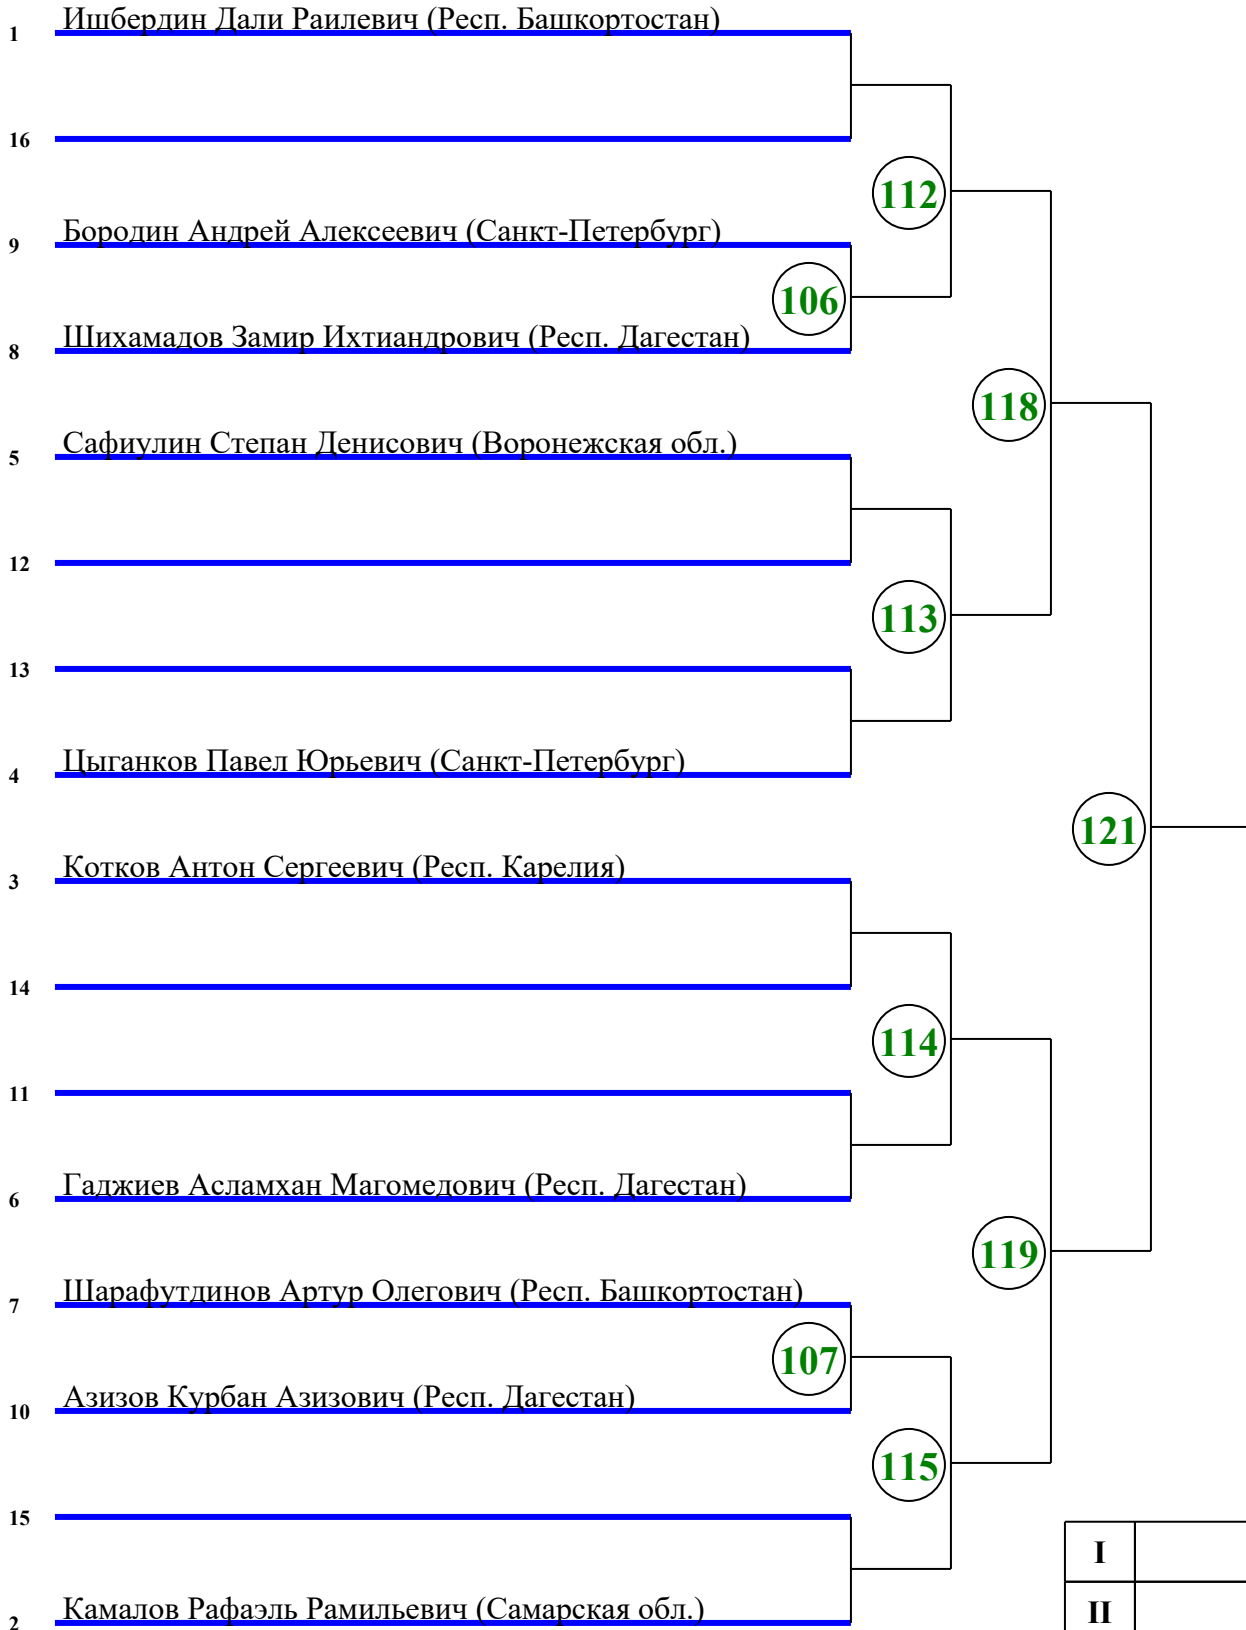 1 Ишбердин Дали Раилевич (Респ. Башкортостан)
16
112
9 Бородин Андрей Алексеевич (Санкт-Петербург)
106
8 Шихамадов Замир Ихтиандрович (Респ. Дагестан)
118
5 Сафиулин Степан Денисович (Воронежская обл.)
12
113
13
4 Цыганков Павел Юрьевич (Санкт-Петербург)
121
3 Котков Антон Сергеевич (Респ. Карелия)
14
114
11
6 Гаджиев Асламхан Магомедович (Респ. Дагестан)
119
7 Шарафутдинов Артур Олегович (Респ. Башкортостан)
107
10 Азизов Курбан Азизович (Респ. Дагестан)
115
15
I
2 Камалов Рафаэль Рамильевич (Самарская обл.)
II